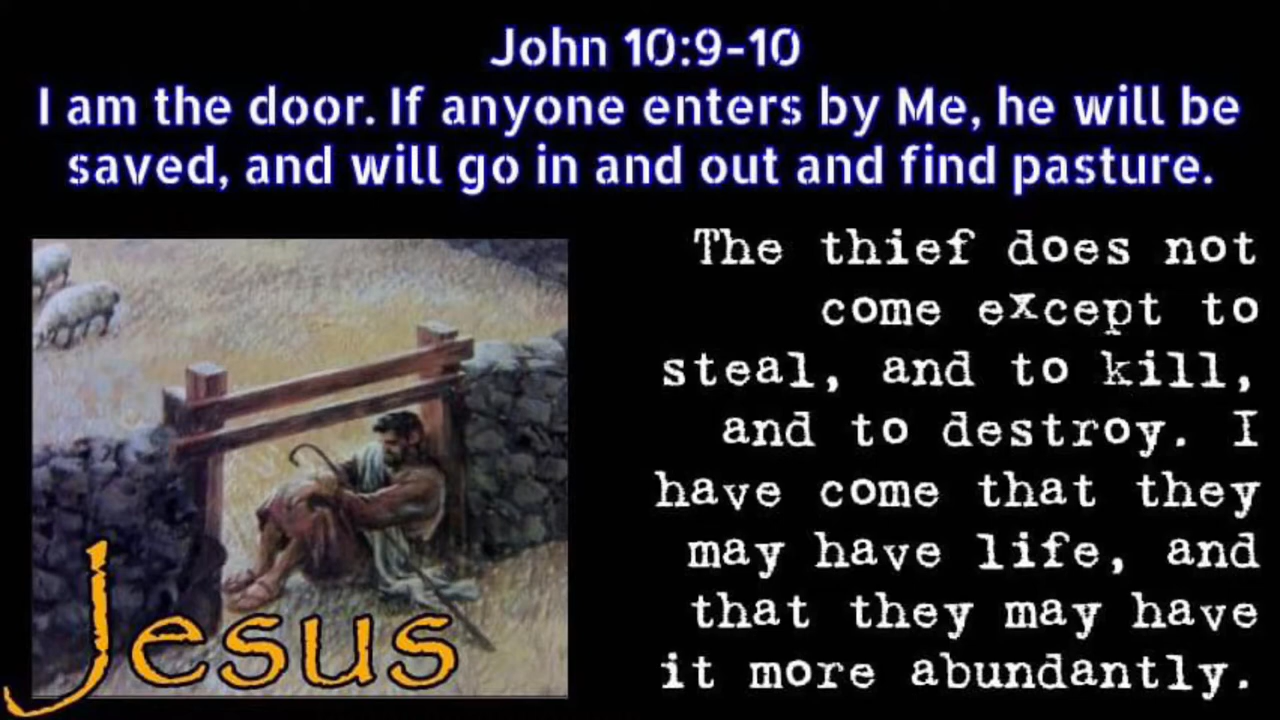 John 10:9-10
I am the door. If anyone enters by Me, he will be
saved, and will go in and out and find pasture.
The thief does not
come except to
steal, and to kill,
and to destroy. I
have come that they
may have life, and
that they may have
it more abundantly.
Jesus